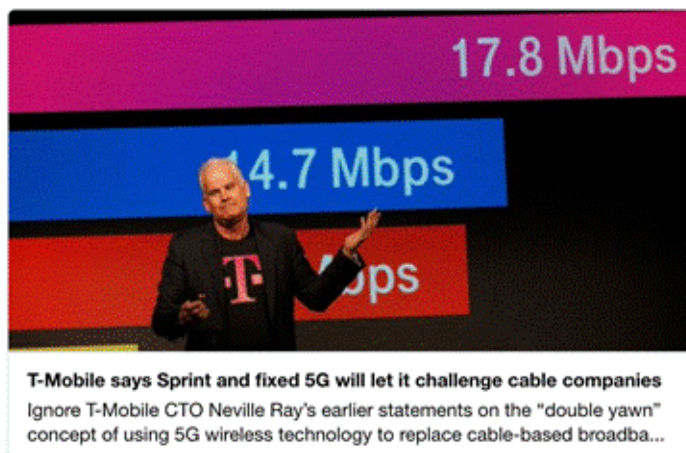 17.8 Mbps
14.7 Mbps
T
T-Mobile says Sprint and fixed 5G will let it challenge cable companies
Ignore T-Mobile CTO Neville Ray's earlier statements on the “double yawn”
concept of using 5G wireless technology to replace cable-based broadba...